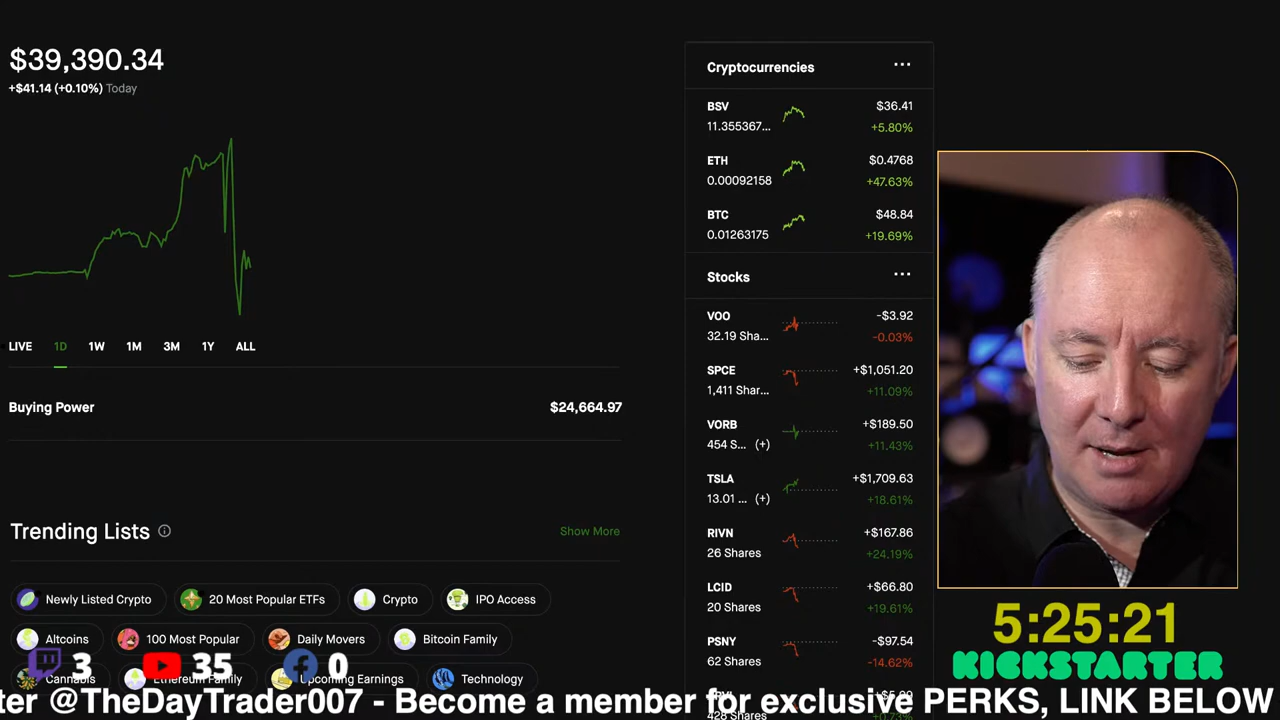 $39,390.34
+$41.14 (+0.10%) Today
LIVE 1D 1W 1M 3M 1Y ALL
Buying Power $24,664.97
Trending Lists
Show More
Newly Listed Crypto 20 Most Popular ETFs Crypto IPO Access
Altcoins 100 Most Popular Daily Movers Bitcoin Family
Cannabis Ethereum Family Upcoming Earnings Technology
Cryptocurrencies
BSV $36.41
11.355367... +5.80%
ETH $0.4768
0.00092158 +47.63%
BTC $48.84
0.01263175 +19.69%
Stocks
VOO -$3.92
32.19 Sha... -0.03%
SPCE +$1,051.20
1,411 Shar... +11.09%
VORB +$189.50
454 S... (+) +11.43%
TSLA +$1,709.63
13.01 ... (+) +18.61%
RIVN +$167.86
26 Shares +24.19%
LCID +$66.80
20 Shares +19.61%
PSNY -$97.54
62 Shares -14.62%
428 Shares
5:25:21
KICKSTARTER
3 35 0
ter @TheDayTrader007 - Become a member for exclusive PERKS, LINK BELOW